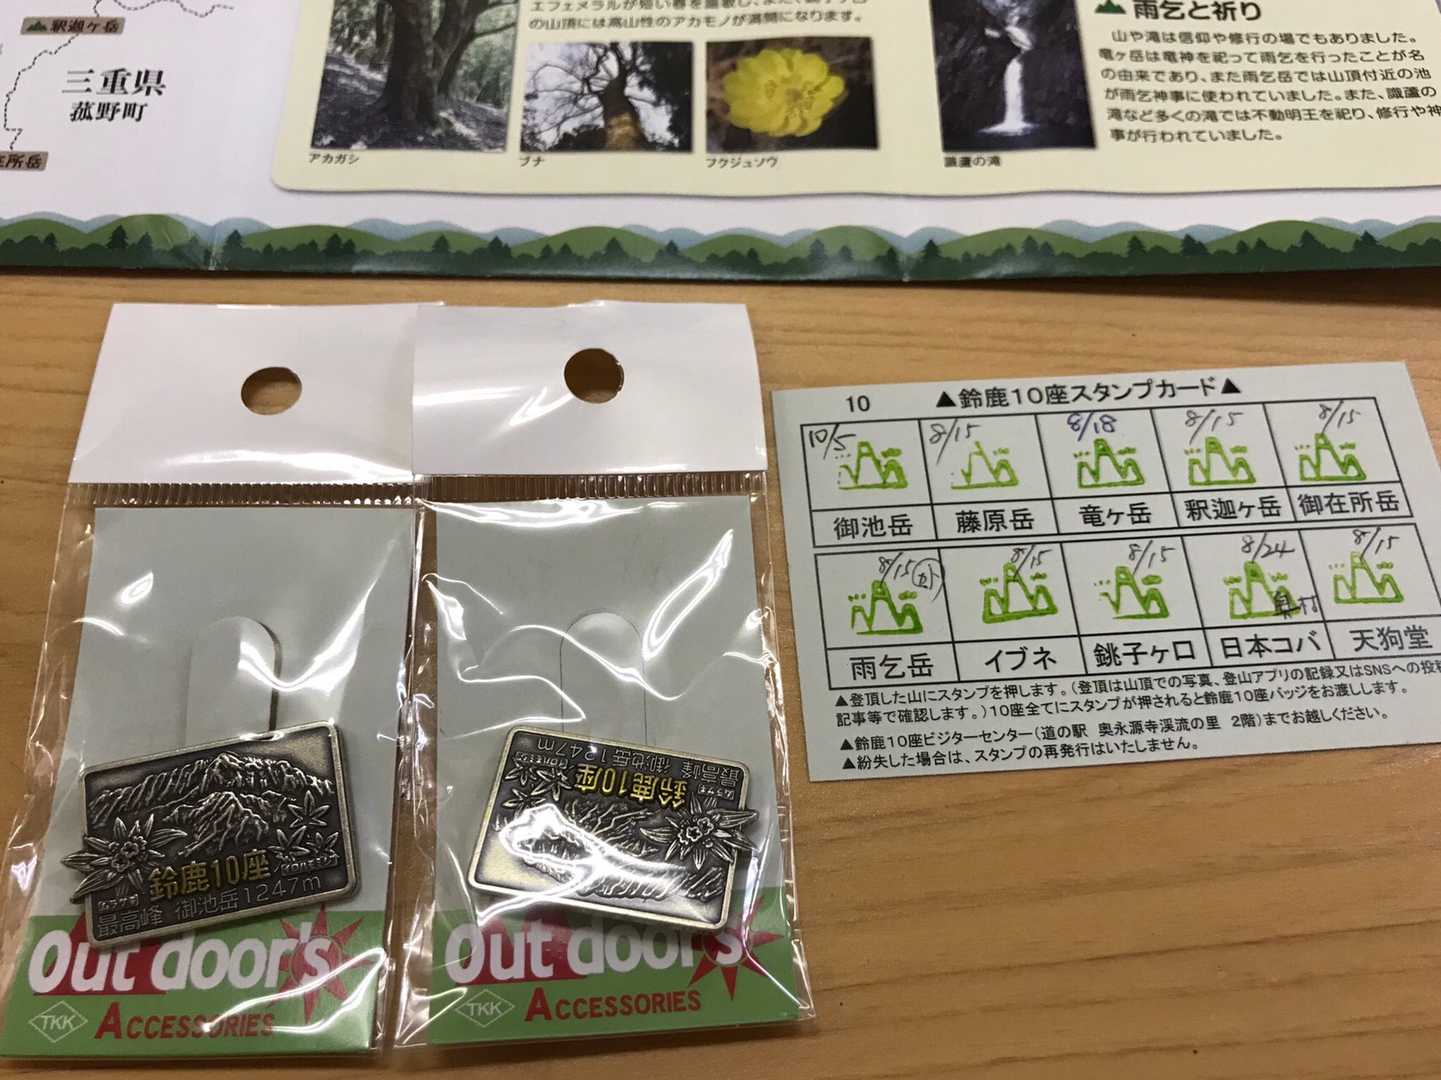 釈迦ヶ岳
三重県
菰野町
在所岳
の山頂には高山性のアカモノが満開になります。
アカガシ
ブナ
フクジュソウ
識蘆の滝
雨乞と祈り
山や滝は信仰や修行の場でもありました。
竜ヶ岳は竜神を祀って雨乞を行ったことが名
の由来であり、また雨乞岳では山頂付近の池
が雨乞神事に使われていました。また、識蘆の
滝など多くの滝では不動明王を祀り、修行や神
事が行われていました。
10 ▲鈴鹿10座スタンプカード▲
10/5 8/15 8/18 8/15 8/15
御池岳 藤原岳 竜ヶ岳 釈迦ヶ岳 御在所岳
8/15 8/15 8/15 8/24 8/15
雨乞岳 イブネ 銚子ヶ口 日本コバ 天狗堂
▲登頂した山にスタンプを押します。(登頂は山頂での写真、登山アプリの記録又はSNSへの投稿
記事等で確認します。)10座全てにスタンプが押されると鈴鹿10座バッジをお渡しします。
▲鈴鹿10座ビジターセンター(道の駅 奥永源寺渓流の里 2階)までお越しください。
▲紛失した場合は、スタンプの再発行はいたしません。
鈴鹿10座
最高峰 御池岳1247m
Out door's
TKK ACCESSORIES
鈴鹿10座
最高峰 御池岳1247m
Out door's
TKK ACCESSORIES